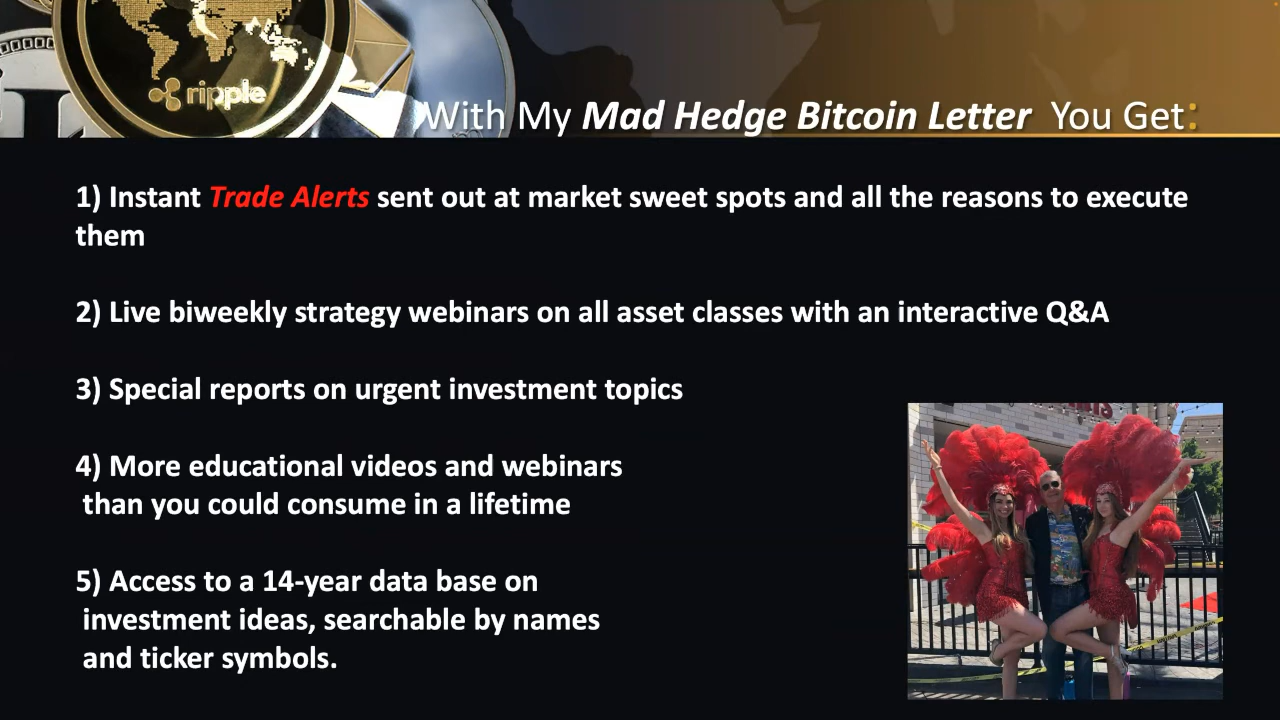 ripple
With My Mad Hedge Bitcoin Letter You Get:
1) Instant Trade Alerts sent out at market sweet spots and all the reasons to execute
them
2) Live biweekly strategy webinars on all asset classes with an interactive Q&A
3) Special reports on urgent investment topics
4) More educational videos and webinars
than you could consume in a lifetime
5) Access to a 14-year data base on
investment ideas, searchable by names
and ticker symbols.